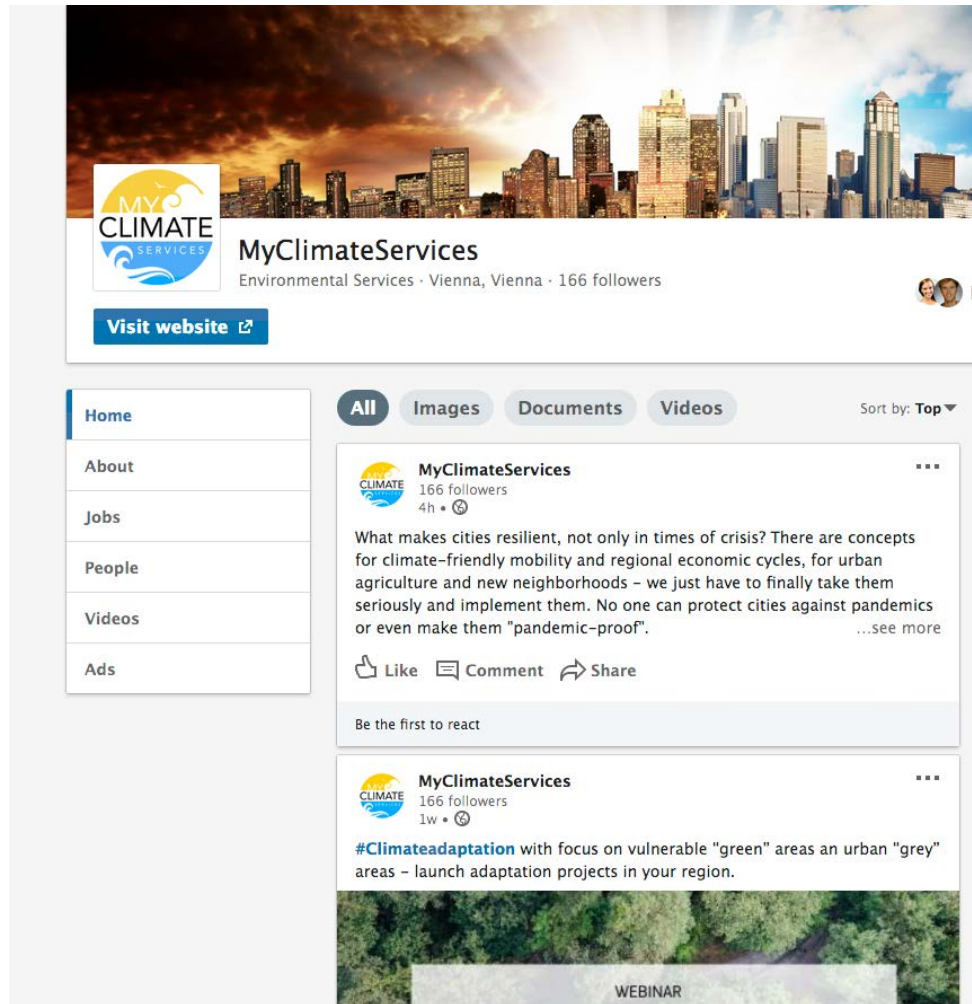 MY
CLIMATE
SERVICES
MyClimateServices
Environmental Services · Vienna, Vienna · 166 followers
Visit website
Home
About
Jobs
People
Videos
Ads
All Images Documents Videos Sort by: Top
MyClimateServices
166 followers
4h •
What makes cities resilient, not only in times of crisis? There are concepts
for climate-friendly mobility and regional economic cycles, for urban
agriculture and new neighborhoods – we just have to finally take them
seriously and implement them. No one can protect cities against pandemics
or even make them "pandemic-proof". ...see more
Like Comment Share
Be the first to react
MyClimateServices
166 followers
1w •
#Climateadaptation with focus on vulnerable "green" areas an urban "grey"
areas – launch adaptation projects in your region.
WEBINAR